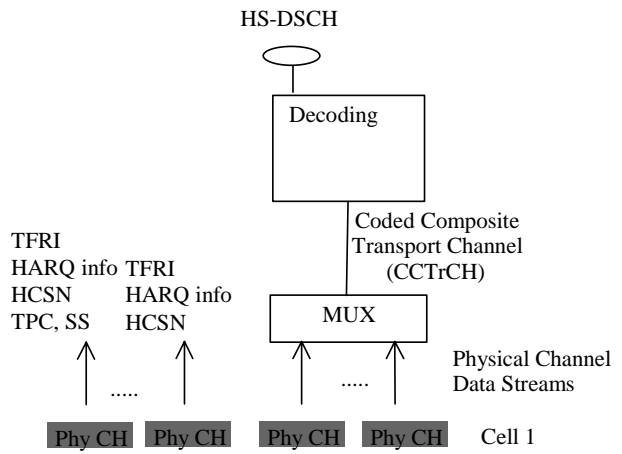 HS-DSCH
Decoding
Coded Composite
Transport Channel
(CCTrCH)
TFRI
HARQ info
HCSN
TPC, SS
TFRI
HARQ info
HCSN
MUX
Physical Channel
Data Streams
.....
.....
Phy CH
Phy CH
Phy CH
Phy CH
Cell 1